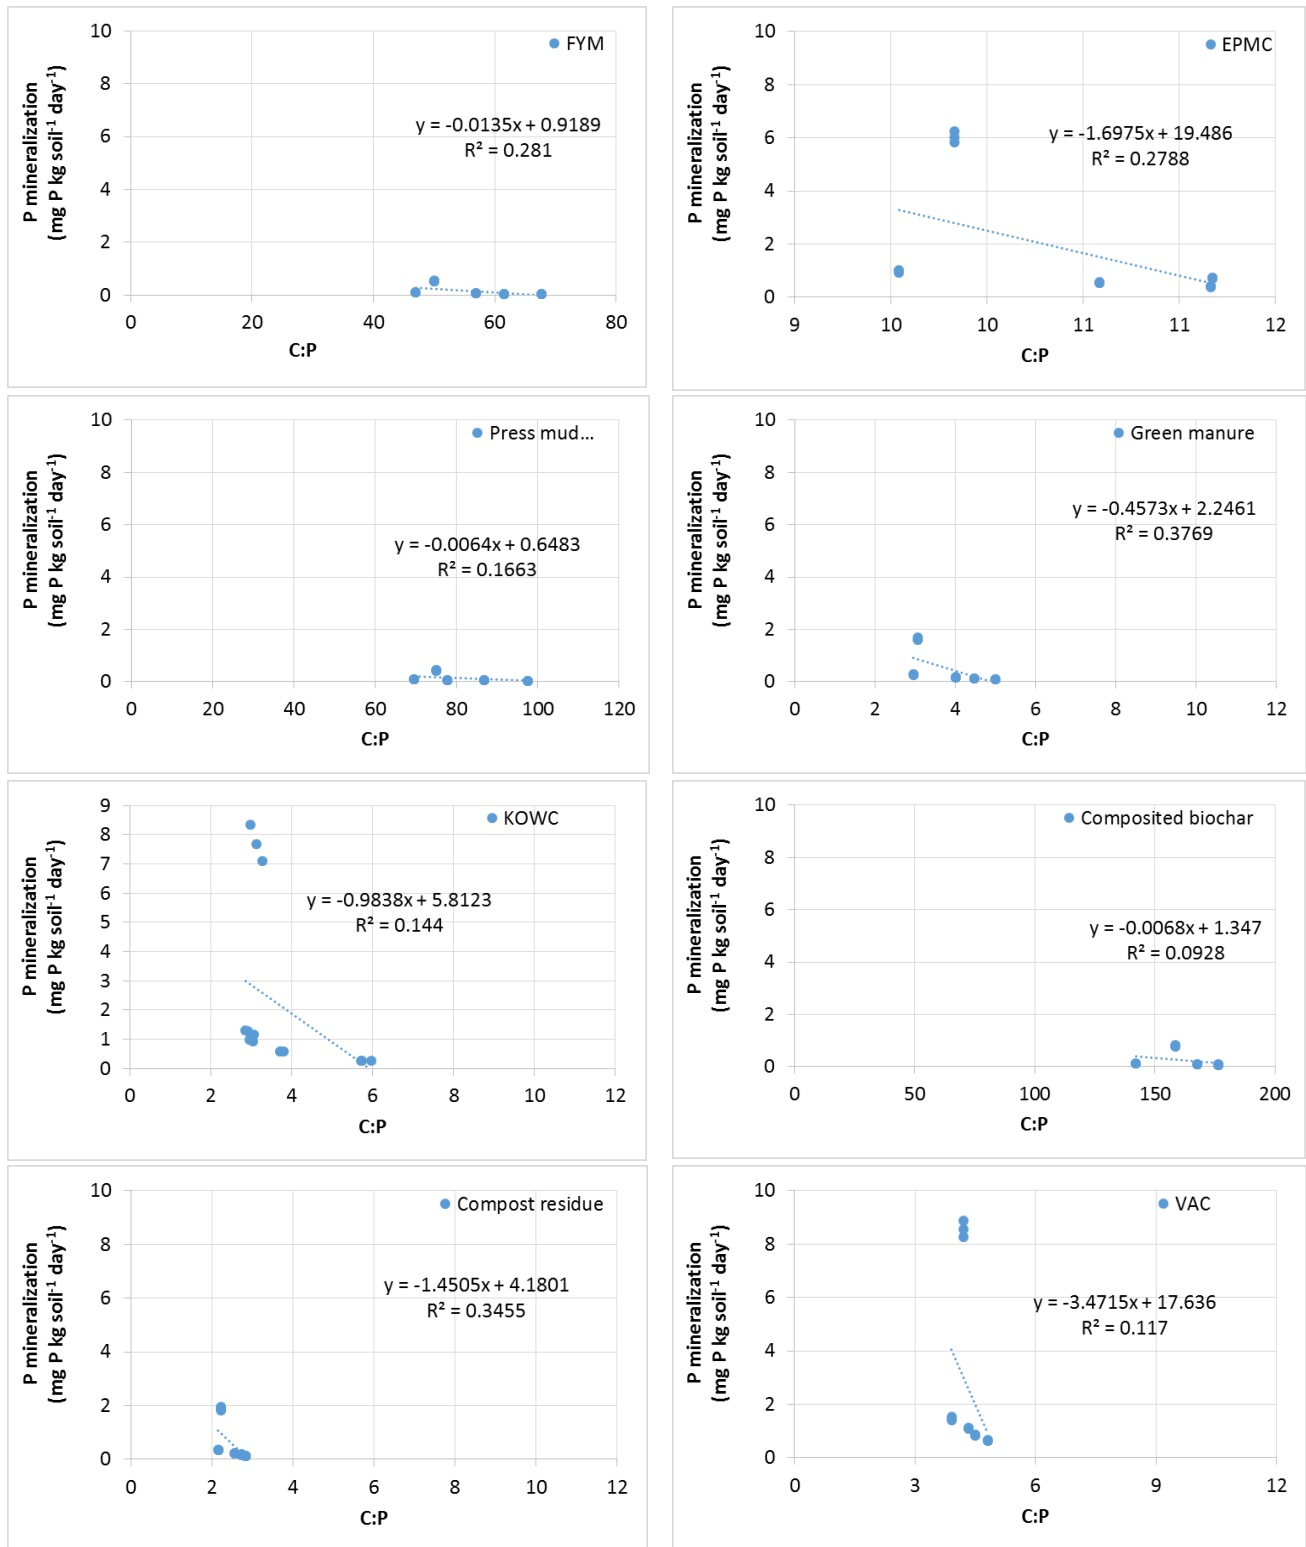 FYM
10
8
6
4
2
0
P mineralization
(mg P kg soil⁻¹ day⁻¹)
y = -0.0135x + 0.9189
R² = 0.281
0 20 40 60 80
C:P
EPMC
10
8
6
4
2
0
P mineralization
(mg P kg soil⁻¹ day⁻¹)
y = -1.6975x + 19.486
R² = 0.2788
9 10 10 11 11 12
C:P
Press mud...
10
8
6
4
2
0
P mineralization
(mg P kg soil⁻¹ day⁻¹)
y = -0.0064x + 0.6483
R² = 0.1663
0 20 40 60 80 100 120
C:P
Green manure
10
8
6
4
2
0
P mineralization
(mg P kg soil⁻¹ day⁻¹)
y = -0.4573x + 2.2461
R² = 0.3769
0 2 4 6 8 10 12
C:P
KOWC
9
8
7
6
5
4
3
2
1
0
P mineralization
(mg P kg soil⁻¹ day⁻¹)
y = -0.9838x + 5.8123
R² = 0.144
0 2 4 6 8 10 12
C:P
Composited biochar
10
8
6
4
2
0
P mineralization
(mg P kg soil⁻¹ day⁻¹)
y = -0.0068x + 1.347
R² = 0.0928
0 50 100 150 200
C:P
Compost residue
10
8
6
4
2
0
P mineralization
(mg P kg soil⁻¹ day⁻¹)
y = -1.4505x + 4.1801
R² = 0.3455
0 2 4 6 8 10 12
C:P
VAC
10
8
6
4
2
0
P mineralization
(mg P kg soil⁻¹ day⁻¹)
y = -3.4715x + 17.636
R² = 0.117
0 3 6 9 12
C:P